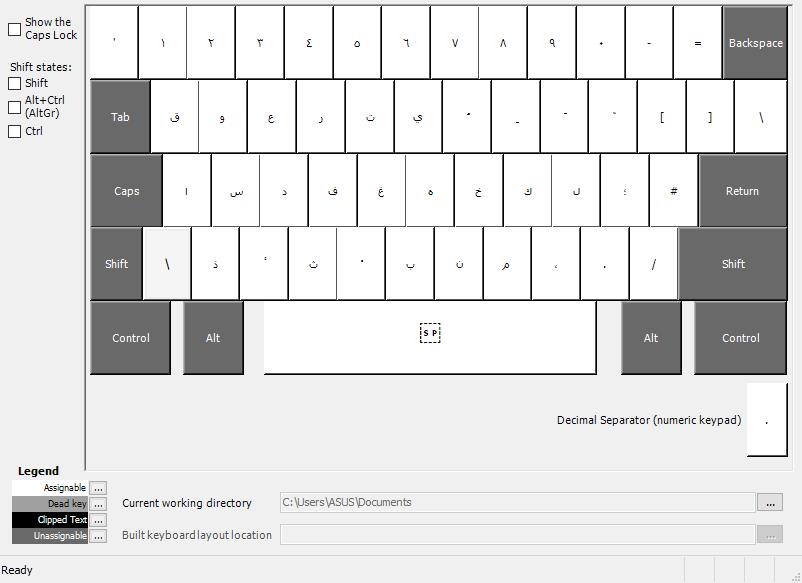 Show the
Caps Lock
Shift states:
Shift
Alt+Ctrl
(AltGr)
Ctrl
' ١ ٢ ٣ ٤ ٥ ٦ ٧ ٨ ٩ ٠ - = Backspace
Tab ق و ع ر ت ي [ ] \
Caps ا س د ف غ ه خ ك ل ؛ # Return
Shift \ ذ ث ب ن م ، . / Shift
Control Alt SP Alt Control
Decimal Separator (numeric keypad) .
Legend
Assignable ...
Dead key ...
Clipped Text ...
Unassignable ...
Current working directory C:\Users\ASUS\Documents ...
Built keyboard layout location ...
Ready